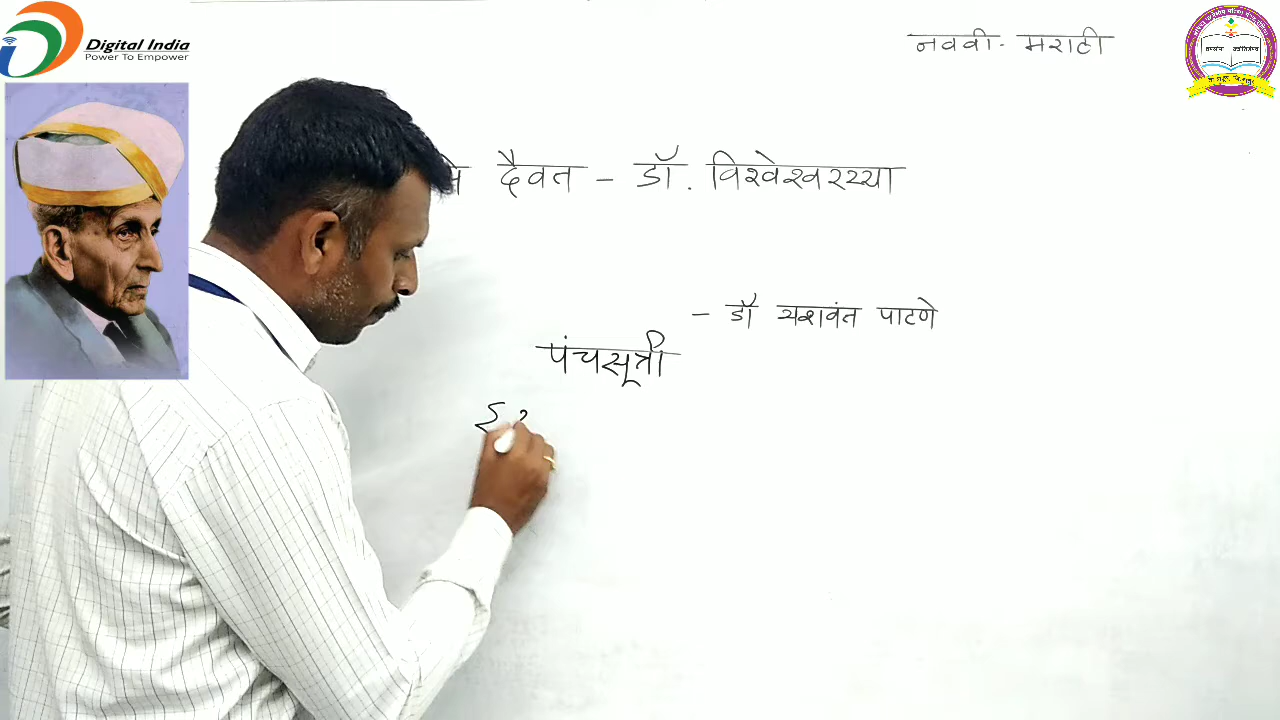 Digital India
Power To Empower
नववी - मराठी
दैवत - डॉ. विश्वेश्वरय्या
- डॉ यशवंत पाटणे
पंचसूत्री